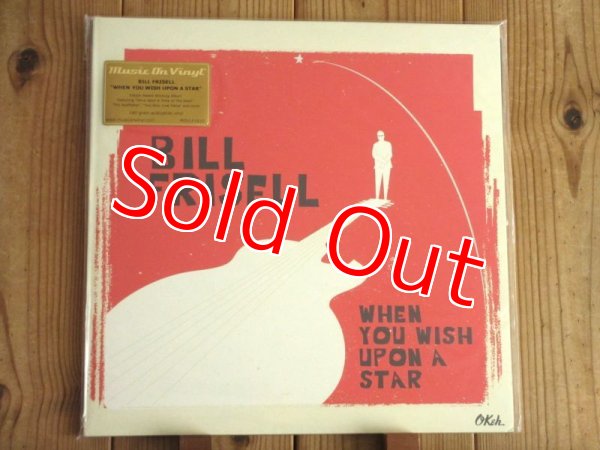 Music On Vinyl
BILL FRISELL
"WHEN YOU WISH UPON A STAR"
BILL
FRISELL
Sold Out
WHEN
YOU WISH
UPON A
STAR
OKeh.